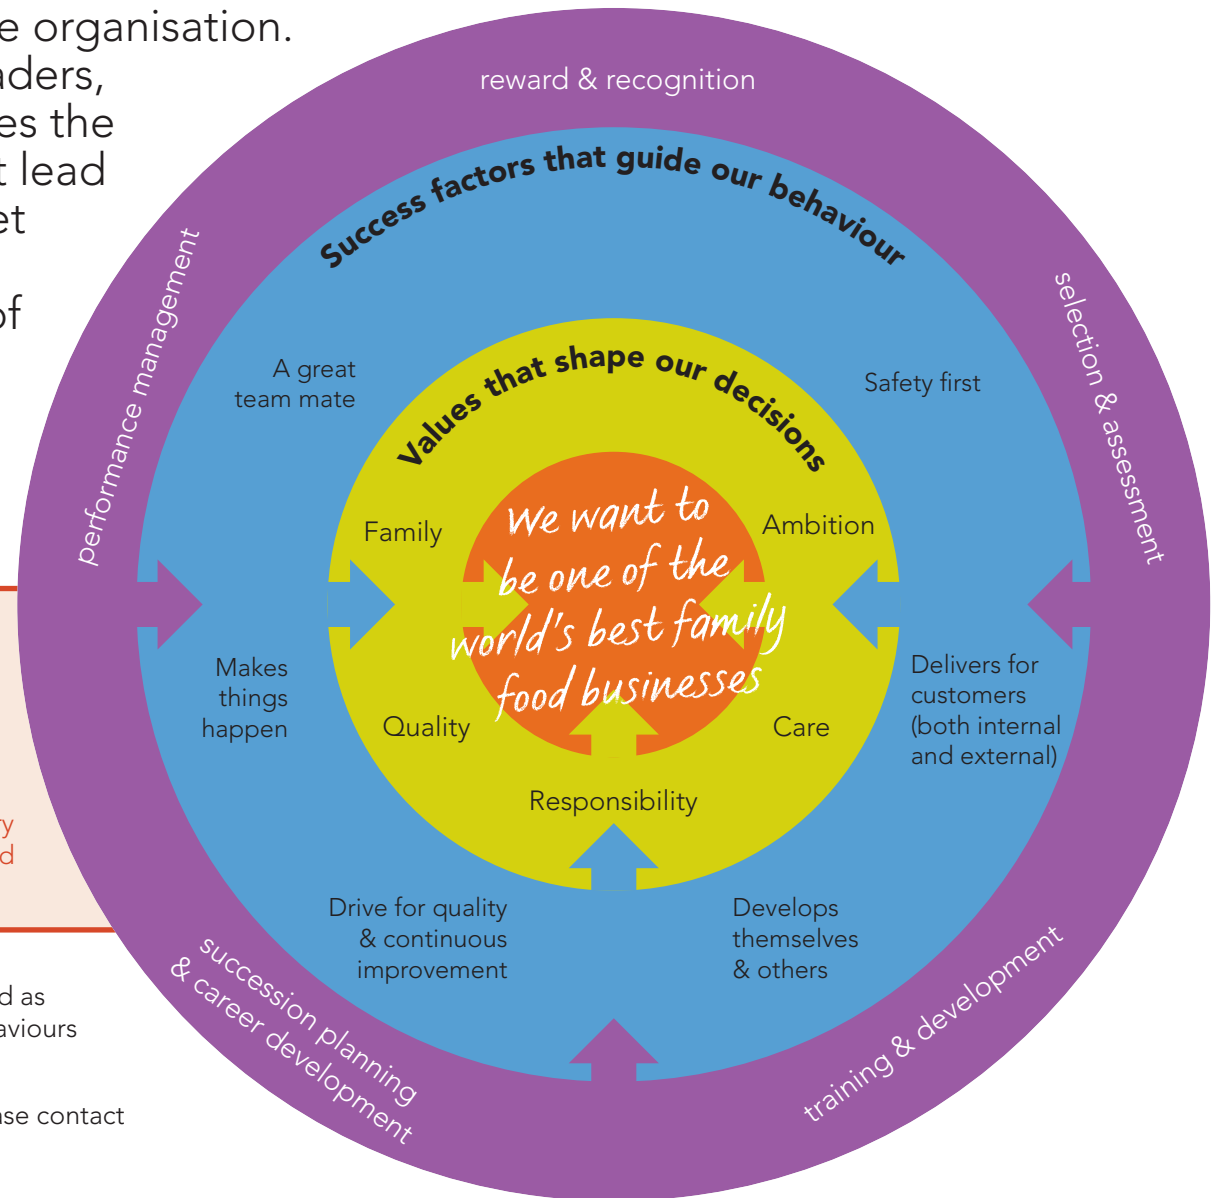 e organisation.
aders,
es the
t lead
et
of
ry
d
d as
aviours
ase contact
reward & recognition
performance management
selection & assessment
succession planning
& career development
training & development
Success factors that guide our behaviour
A great
team mate
Safety first
Makes
things
happen
Delivers for
customers
(both internal
and external)
Drive for quality
& continuous
improvement
Develops
themselves
& others
Values that shape our decisions
Family
Ambition
Quality
Care
Responsibility
We want to
be one of the
world's best family
food businesses